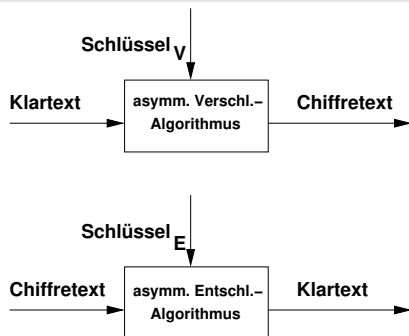 Schlüssel V
Klartext
asymm. Verschl.–
Algorithmus
Chiffretext
Schlüssel E
Chiffretext
asymm. Entschl.–
Algorithmus
Klartext